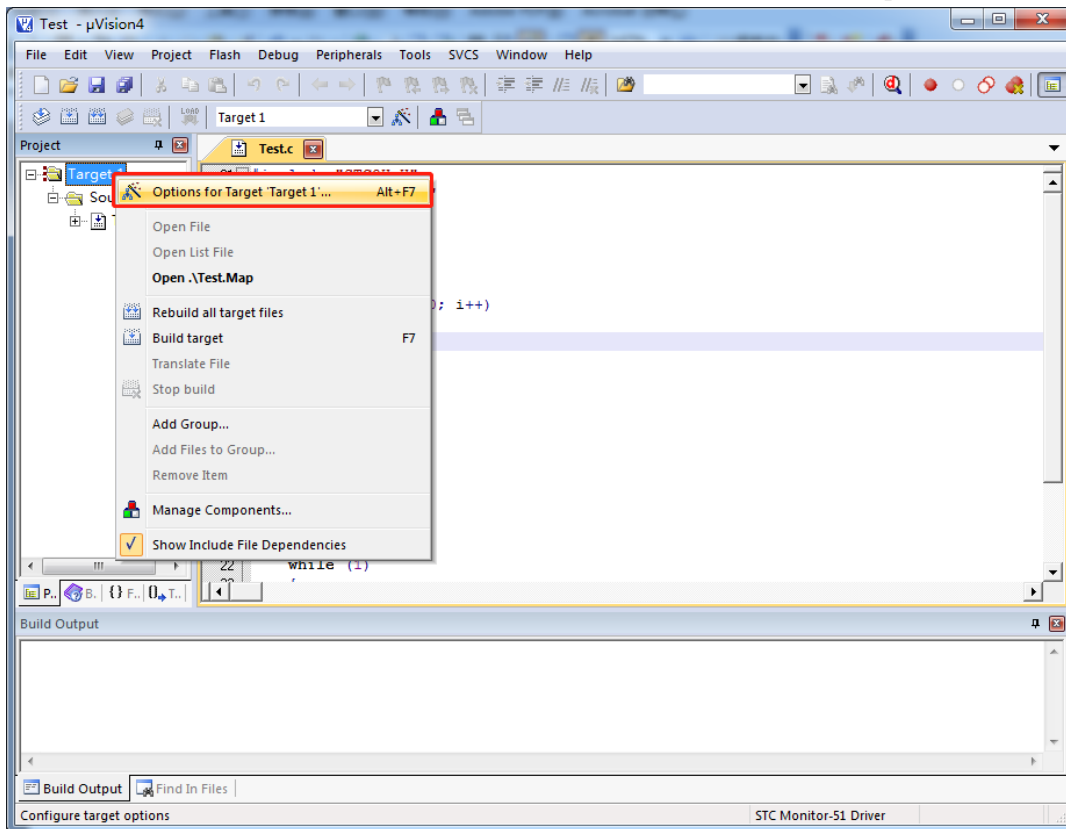 Test - µVision4
File Edit View Project Flash Debug Peripherals Tools SVCS Window Help
LOAD Target 1
Project
Test.c
Target
Sou
Options for Target 'Target 1'... Alt+F7
Open File
Open List File
Open .\Test.Map
; i++)
Rebuild all target files
Build target F7
Translate File
Stop build
Add Group...
Add Files to Group...
Remove Item
Manage Components...
Show Include File Dependencies
22 while (1)
P.. B. {} F.. 0 T..
Build Output
Build Output Find In Files
Configure target options STC Monitor-51 Driver